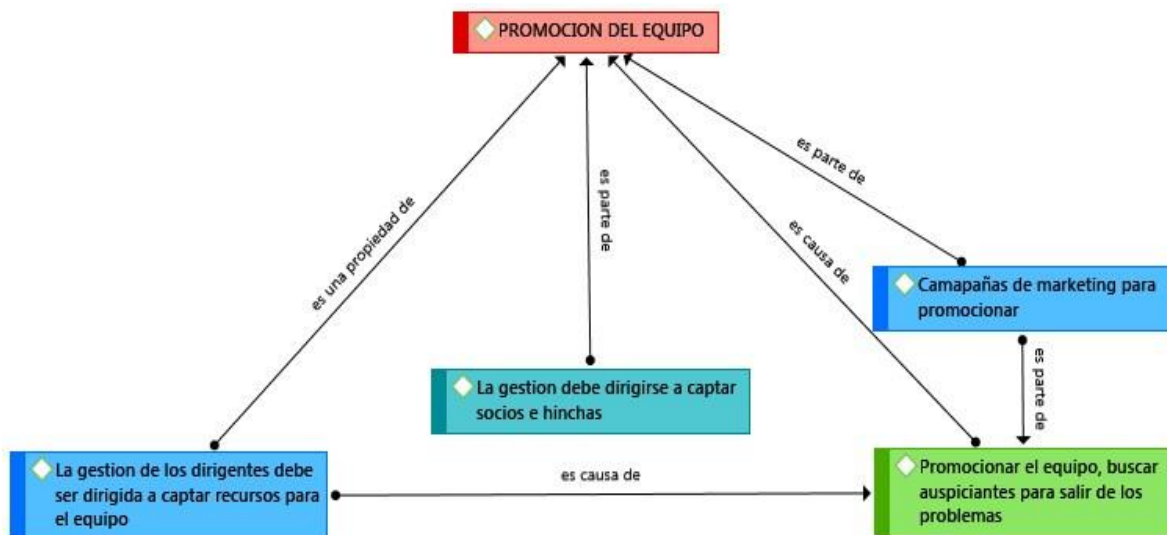 PROMOCION DEL EQUIPO
es parte de
es una propiedad de
es parte de
es causa de
Camapañas de marketing para
promocionar
es parte de
La gestion debe dirigirse a captar
socios e hinchas
La gestion de los dirigentes debe
ser dirigida a captar recursos para
el equipo
es causa de
Promocionar el equipo, buscar
auspiciantes para salir de los
problemas